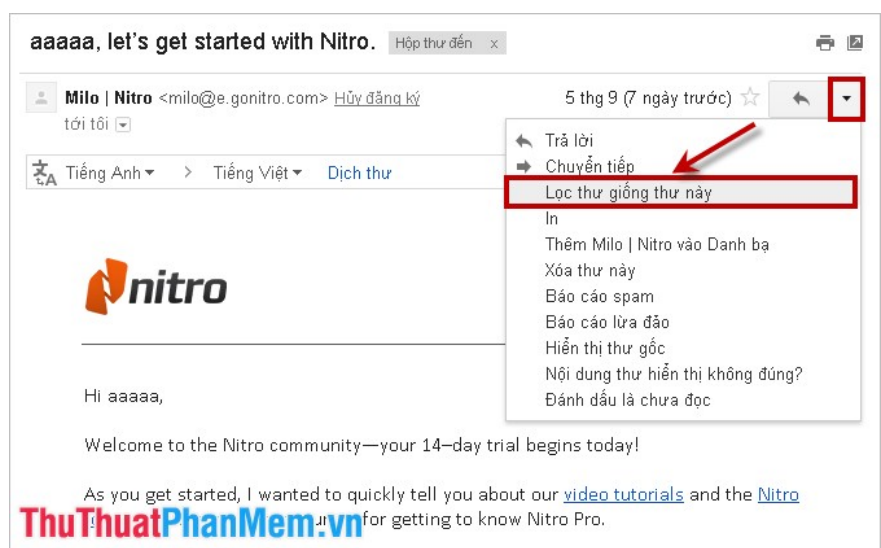 aaaaa, let's get started with Nitro. Hộp thư đến x
Milo | Nitro <milo@e.gonitro.com> Hủy đăng ký 5 thg 9 (7 ngày trước)
tới tôi
Tiếng Anh > Tiếng Việt Dịch thư
Trả lời
Chuyển tiếp
Lọc thư giống thư này
In
Thêm Milo | Nitro vào Danh bạ
Xóa thư này
Báo cáo spam
Báo cáo lừa đảo
Hiển thị thư gốc
Nội dung thư hiển thị không đúng?
Đánh dấu là chưa đọc
nitro
Hi aaaaa,
Welcome to the Nitro community—your 14–day trial begins today!
As you get started, I wanted to quickly tell you about our video tutorials and the Nitro
for getting to know Nitro Pro.
ThuThuatPhanMem.vn